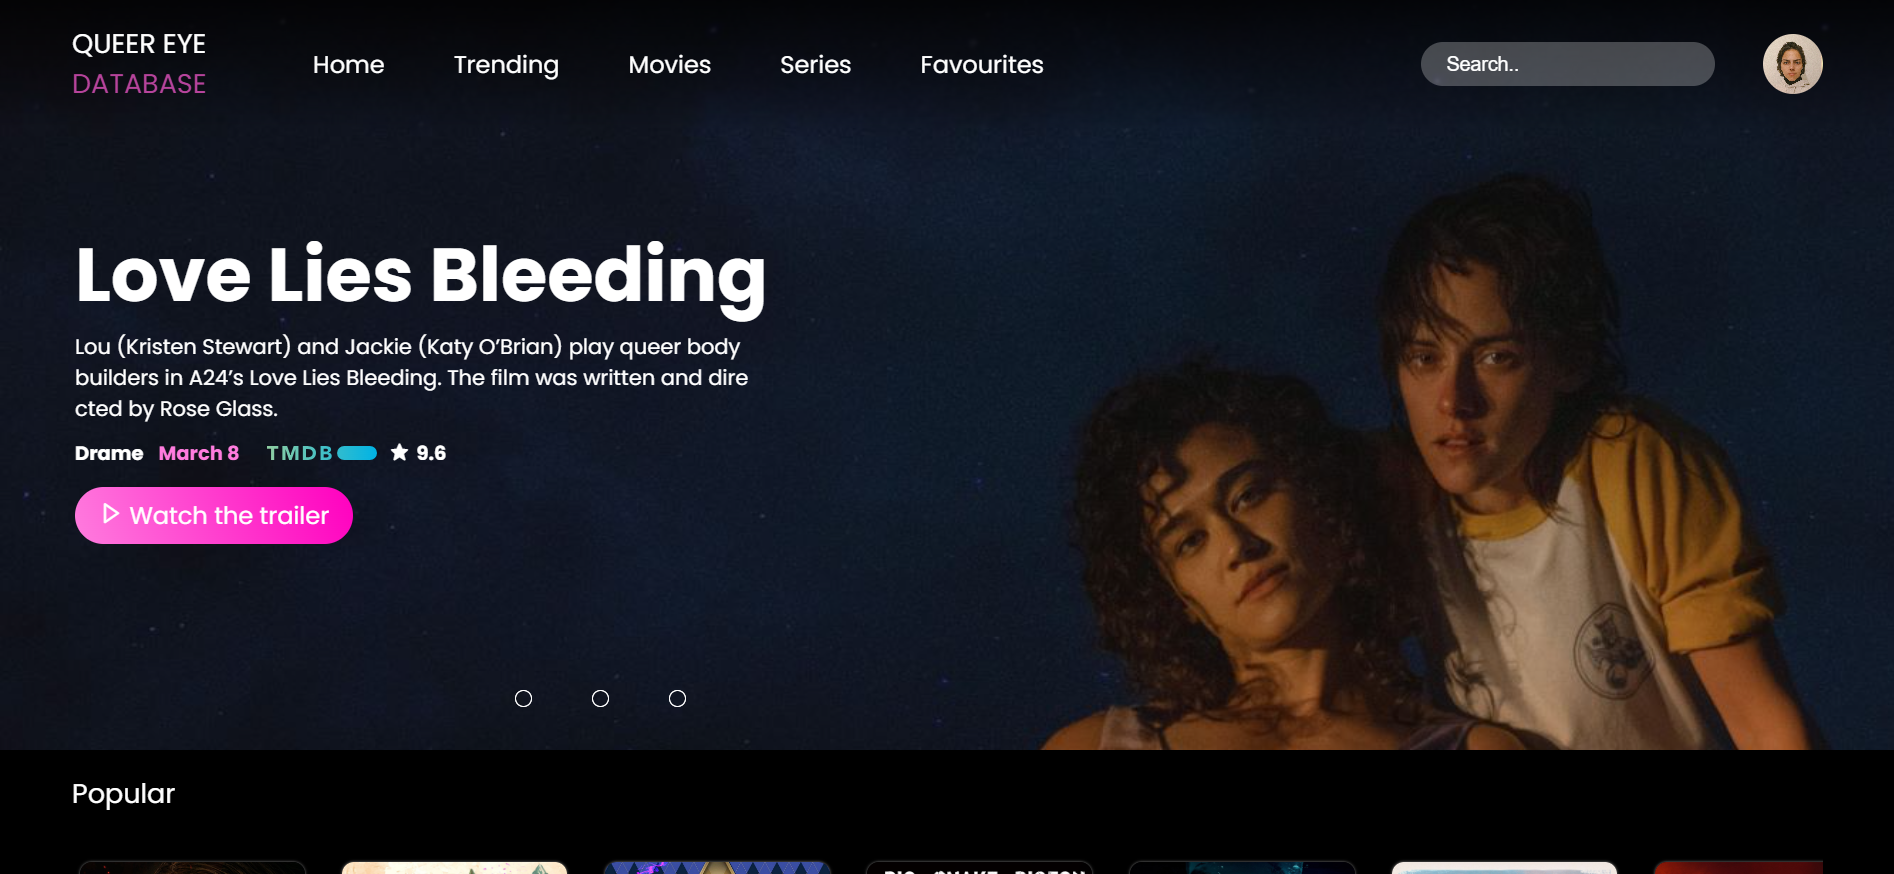 QUEER EYE
DATABASE
Home Trending Movies Series Favourites
Search..
Love Lies Bleeding
Lou (Kristen Stewart) and Jackie (Katy O’Brian) play queer body
builders in A24’s Love Lies Bleeding. The film was written and dire
cted by Rose Glass.
Drame March 8 TMDB 9.6
Watch the trailer
Popular